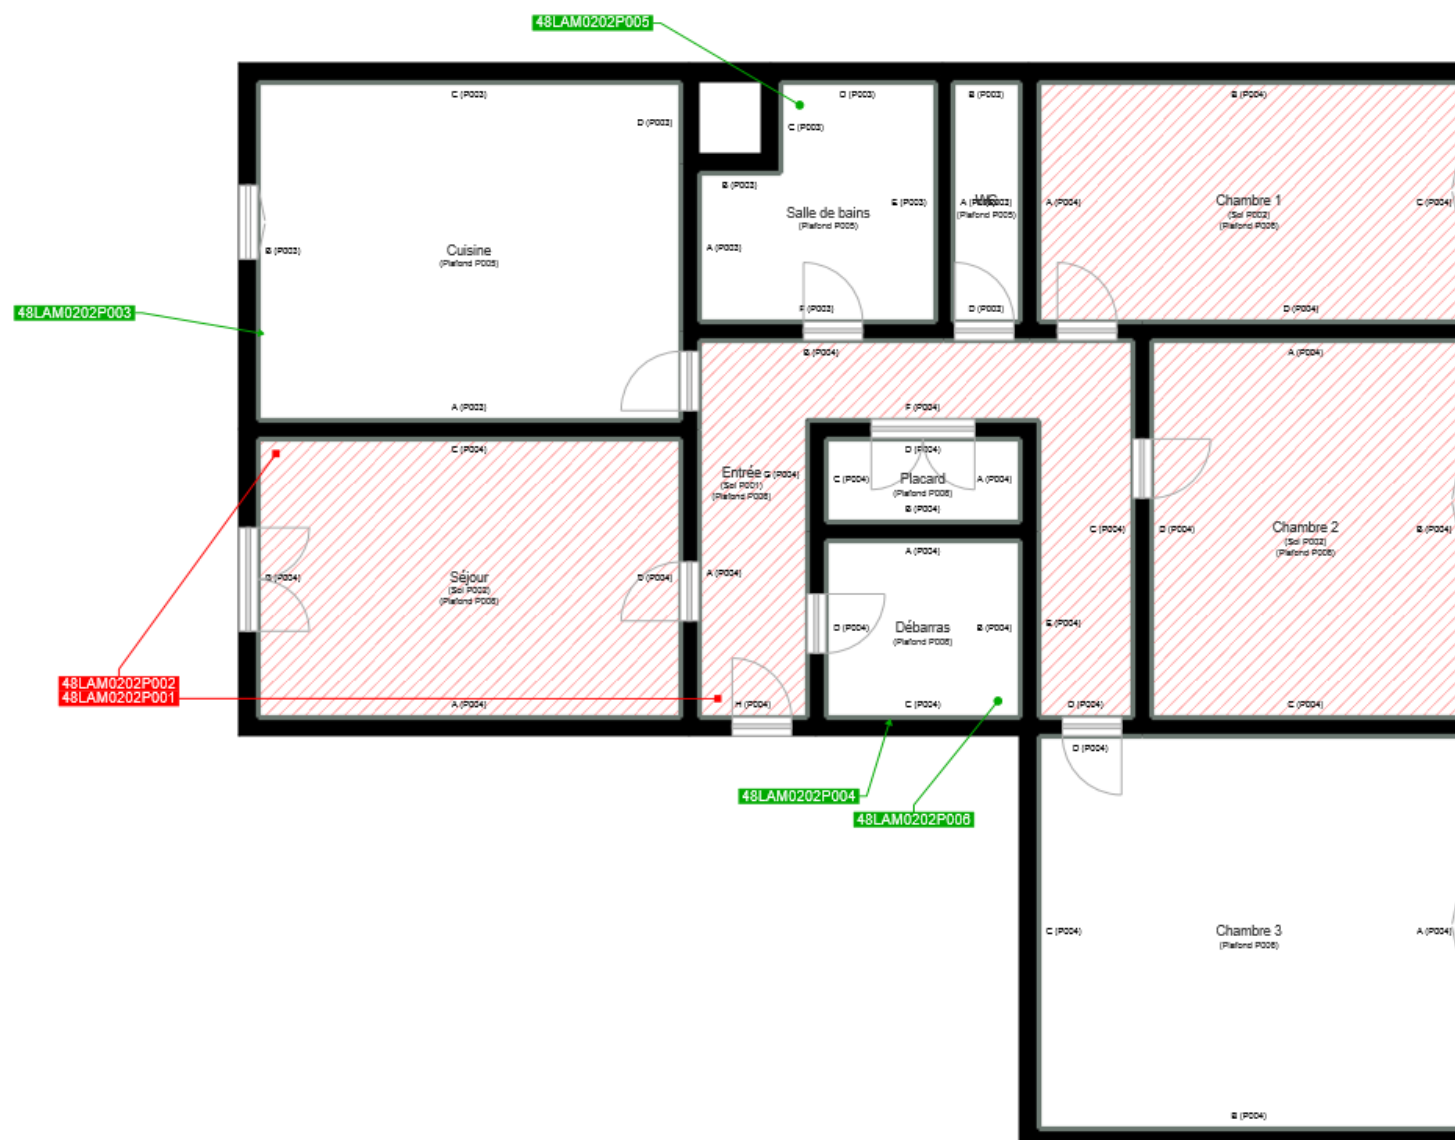 48LAM0202P005
C (P003)
D (P003)
B (P003)
Cuisine
(Plafond P005)
A (P003)
D (P003)
C (P003)
B (P003)
E (P003)
Salle de bains
(Plafond P005)
A (P003)
F (P003)
B (P003)
(Plafond P005)
D (P003)
B (P004)
A (P004)
Chambre 1
(Sol P002)
(Plafond P006)
C (P004)
D (P004)
48LAM0202P003
B (P004)
F (P004)
A (P004)
C (P004)
Séjour
(Sol P002)
(Plafond P006)
D (P004)
A (P004)
Entrée
G (P004)
(Sol P001)
(Plafond P006)
A (P004)
H (P004)
D (P004)
C (P004)
Placard
A (P004)
(Plafond P006)
B (P004)
A (P004)
D (P004)
Débarras
(Plafond P006)
B (P004)
C (P004)
C (P004)
E (P004)
D (P004)
D (P004)
Chambre 2
(Sol P002)
(Plafond P006)
B (P004)
C (P004)
48LAM0202P002
48LAM0202P001
48LAM0202P004
48LAM0202P006
D (P004)
C (P004)
Chambre 3
(Plafond P006)
A (P004)
B (P004)